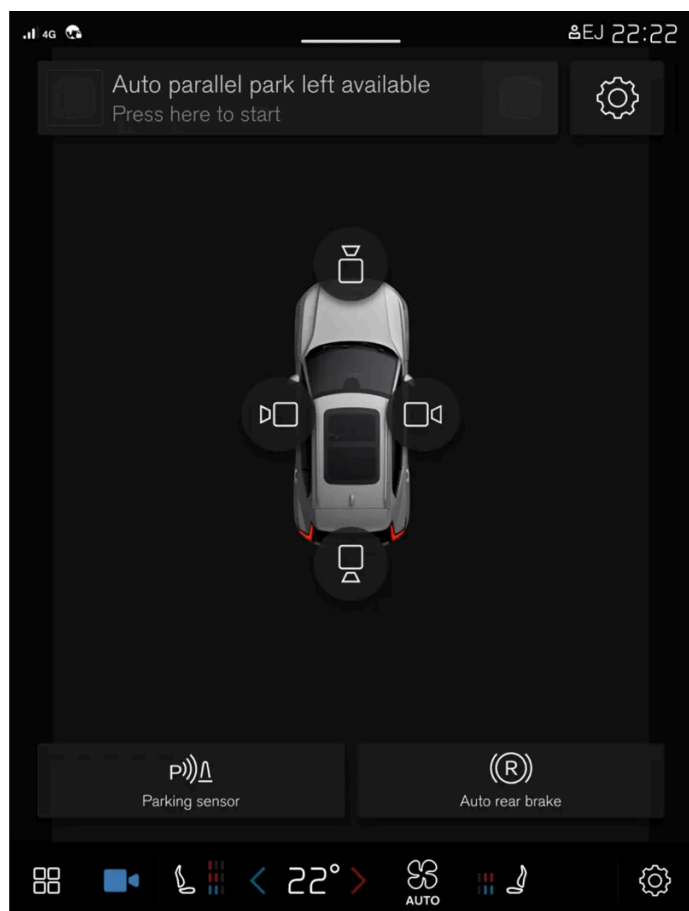 4G EJ 22:22
Auto parallel park left available
Press here to start
P
R
Parking sensor
Auto rear brake
22°
AUTO